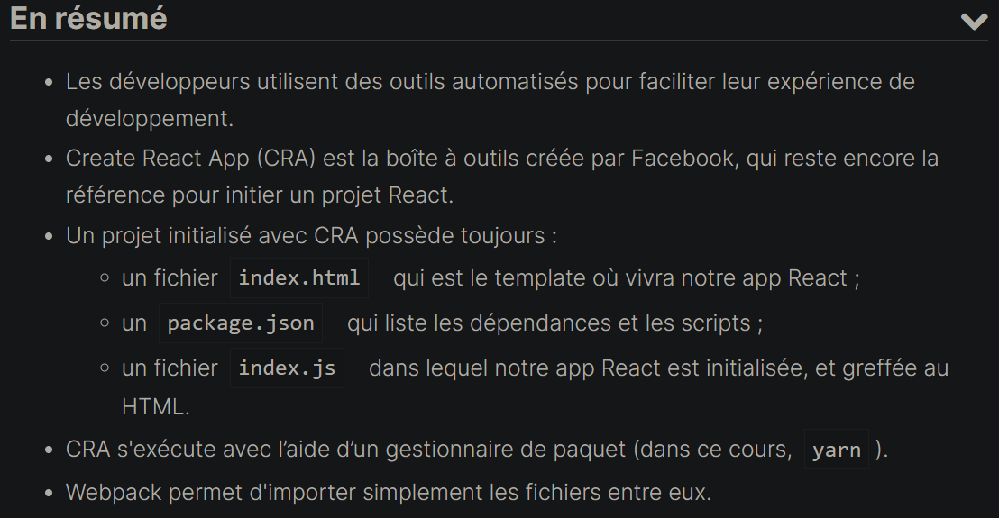 En résumé
Les développeurs utilisent des outils automatisés pour faciliter leur expérience de
développement.
Create React App (CRA) est la boîte à outils créée par Facebook, qui reste encore la
référence pour initier un projet React.
Un projet initialisé avec CRA possède toujours :
un fichier index.html qui est le template où vivra notre app React ;
un package.json qui liste les dépendances et les scripts ;
un fichier index.js dans lequel notre app React est initialisée, et greffée au
HTML.
CRA s'exécute avec l’aide d’un gestionnaire de paquet (dans ce cours, yarn ).
Webpack permet d'importer simplement les fichiers entre eux.